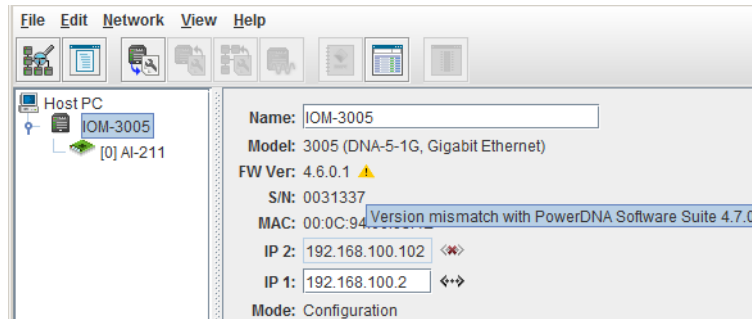 File Edit Network View Help
Host PC
IOM-3005
[0] AI-211
Name: IOM-3005
Model: 3005 (DNA-5-1G, Gigabit Ethernet)
FW Ver: 4.6.0.1
S/N: 0031337
Version mismatch with PowerDNA Software Suite 4.7.0
MAC: 00:0C:94
IP 2: 192.168.100.102
IP 1: 192.168.100.2
Mode: Configuration